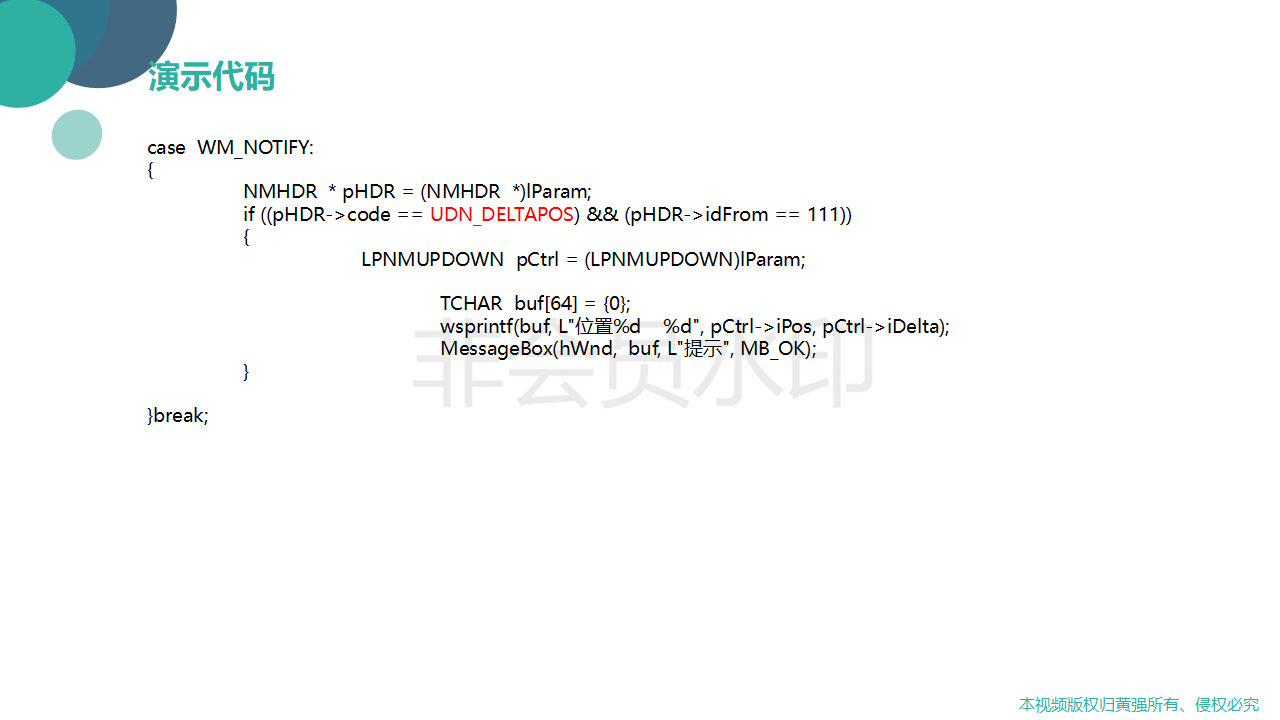 演示代码
case  WM_NOTIFY:
{
NMHDR  * pHDR = (NMHDR  *)lParam;
if ((pHDR->code == UDN_DELTAPOS) && (pHDR->idFrom == 111))
{
LPNMUPDOWN  pCtrl = (LPNMUPDOWN)lParam;
TCHAR  buf[64] = {0};
wsprintf(buf, L"位置%d    %d", pCtrl->iPos, pCtrl->iDelta);
MessageBox(hWnd,  buf, L"提示", MB_OK);
非会员水印
}
}break;
本视频版权归黄强所有、侵权必究